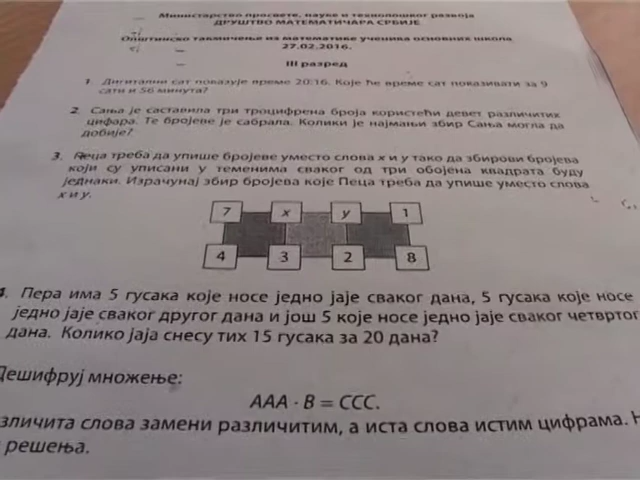 Министарство просвете, науке и технолошког развоја
ДРУШТВО МАТЕМАТИЧАРА СРБИЈЕ
Општинско такмичење из математике ученика основних школа
27.02.2016.
III разред
1. Дигитални сат показује време 20:16. Које ће време сат показивати за 9
сати и 56 минута?
2. Сања је саставила три троцифрена броја користећи девет различитих
цифара. Те бројеве је сабрала. Колики је најмањи збир Сања могла да
добије?
3. Пеца треба да упише бројеве уместо слова x и y тако да збирови бројева
који су уписани у теменима сваког од три обојена квадрата буду
једнаки. Израчунај збир бројева које Пеца треба да упише уместо слова
x и y.
7 x y 1
4 3 2 8
4. Пера има 5 гусака које носе једно јаје сваког дана, 5 гусака које носе
једно јаје сваког другог дана и још 5 које носе једно јаје сваког четвртог
дана. Колико јаја снесу тих 15 гусака за 20 дана?
Дешифруј множење:
AAA · B = CCC.
зличита слова замени различитим, а иста слова истим цифрама. Н
решења.